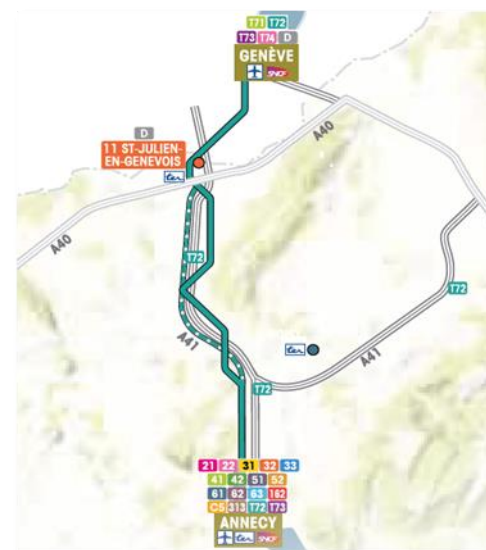 T71 T72
T73 T74 D
GENÈVE
SNCF
D
11 ST-JULIEN-
EN-GENEVOIS
ter
A40
A40
T72
T72
A41
ter
A41
T72
21 22 31 32 33
41 42 51 52
61 62 63 162
C5 313 T72 T73
ANNECY
ter SNCF